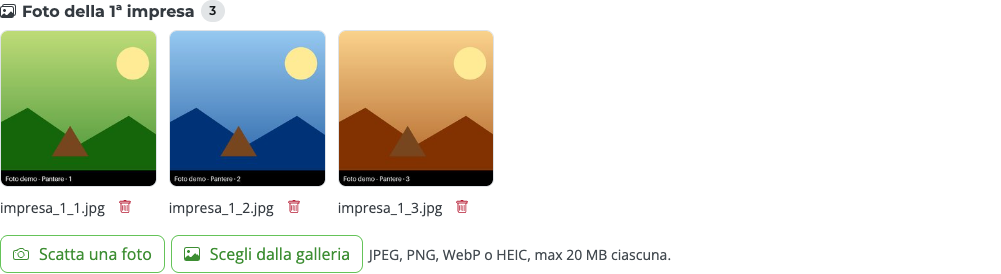 Foto della 1ª impresa 3
Foto demo - Pantere - 1
Foto demo - Pantere - 2
Foto demo - Pantere - 3
impresa_1_1.jpg
impresa_1_2.jpg
impresa_1_3.jpg
Scatta una foto
Scegli dalla galleria
JPEG, PNG, WebP o HEIC, max 20 MB ciascuna.